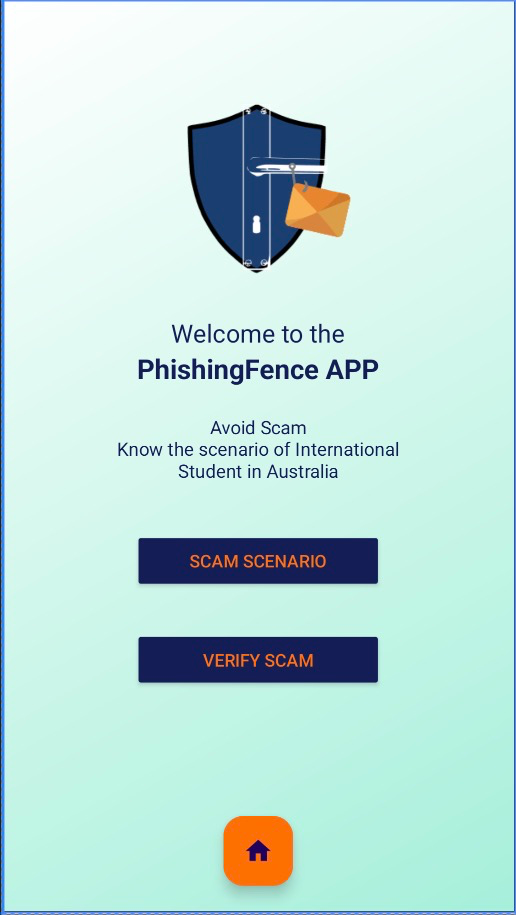 Welcome to the
PhishingFence APP
Avoid Scam
Know the scenario of International
Student in Australia
SCAM SCENARIO
VERIFY SCAM